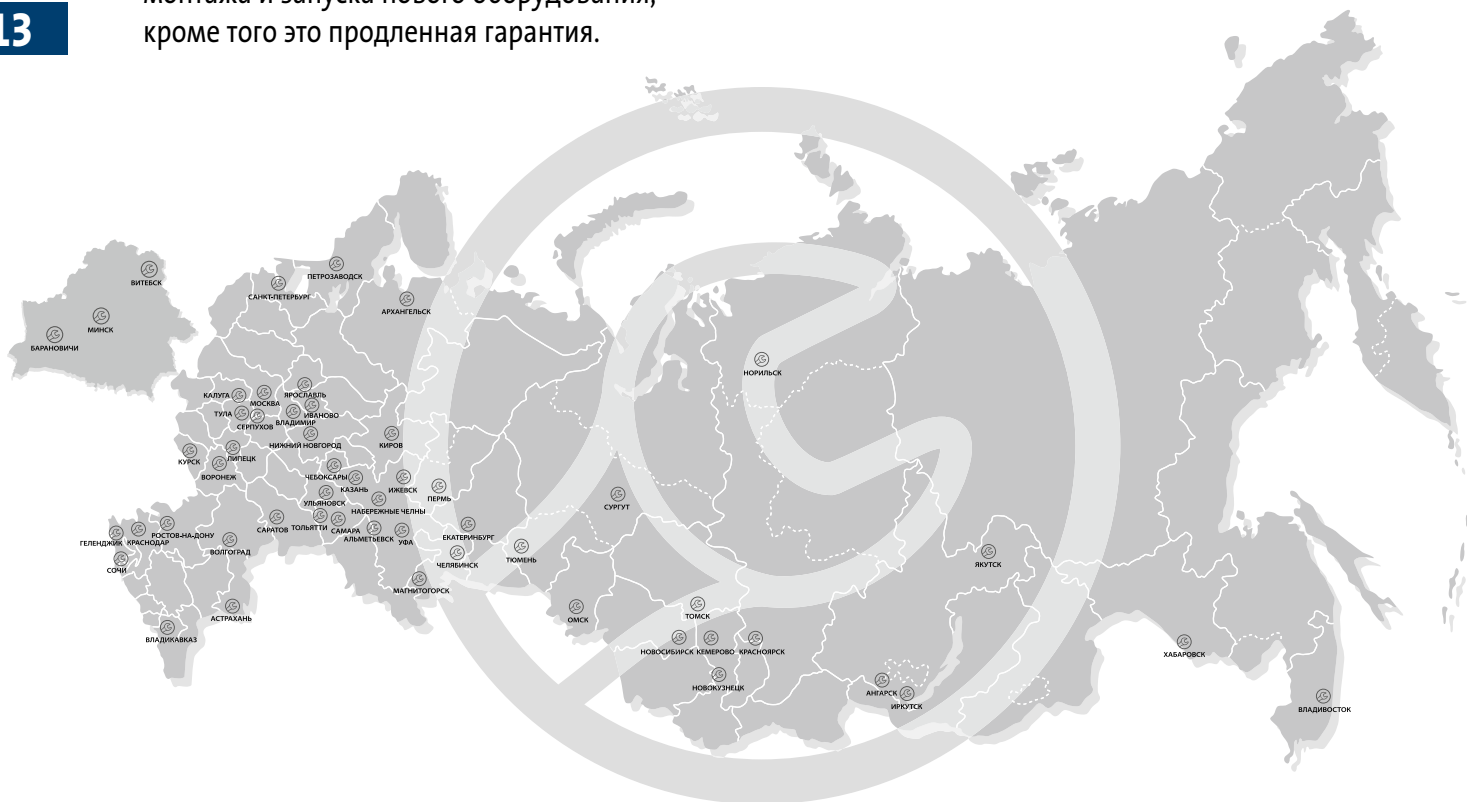 монтажа и запуска нового оборудования,
13
кроме того это продленная гарантия.
ПЕТРОЗАВОДСК
ВИТЕБСК
САНКТ-ПЕТЕРБУРГ
АРХАНГЕЛЬСК
МИНСК
БАРАНОВИЧИ
НОРИЛЬСК
КАЛУГА
ЯРОСЛАВЛЬ
МОСКВА
ТУЛА
ИВАНОВО
СЕРПУХОВ
ВЛАДИМИР
НИЖНИЙ НОВГОРОД
КИРОВ
КУРСК
ЛИПЕЦК
ВОРОНЕЖ
ЧЕБОКСАРЫ
КАЗАНЬ
ИЖЕВСК
ПЕРМЬ
УЛЬЯНОВСК
НАБЕРЕЖНЫЕ ЧЕЛНЫ
СУРГУТ
САРАТОВ
ТОЛЬЯТТИ
САМАРА
АЛЬМЕТЬЕВСК
УФА
ЕКАТЕРИНБУРГ
ГЕЛЕНДЖИК
КРАСНОДАР
РОСТОВ-НА-ДОНУ
ВОЛГОГРАД
ЧЕЛЯБИНСК
ТЮМЕНЬ
ЯКУТСК
СОЧИ
МАГНИТОГОРСК
АСТРАХАНЬ
ОМСК
ТОМСК
ВЛАДИКАВКАЗ
НОВОСИБИРСК
КЕМЕРОВО
КРАСНОЯРСК
ХАБАРОВСК
НОВОКУЗНЕЦК
АНГАРСК
ИРКУТСК
ВЛАДИВОСТОК